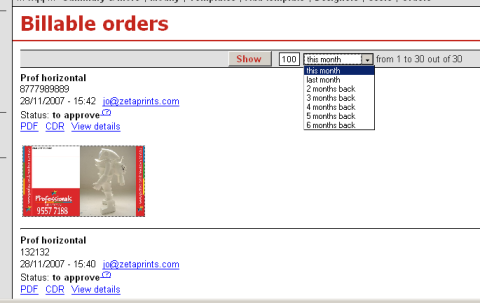 Billable orders
Show 100 this month from 1 to 30 out of 30
this month
last month
2 months back
3 months back
4 months back
5 months back
6 months back
Prof horizontal
8777989889
28/11/2007 - 15:42 jo@zetaprints.com
Status: to approve
PDF CDR View details
Professionals
9557 7188
Prof horizontal
132132
28/11/2007 - 15:40 jo@zetaprints.com
Status: to approve
PDF CDR View details